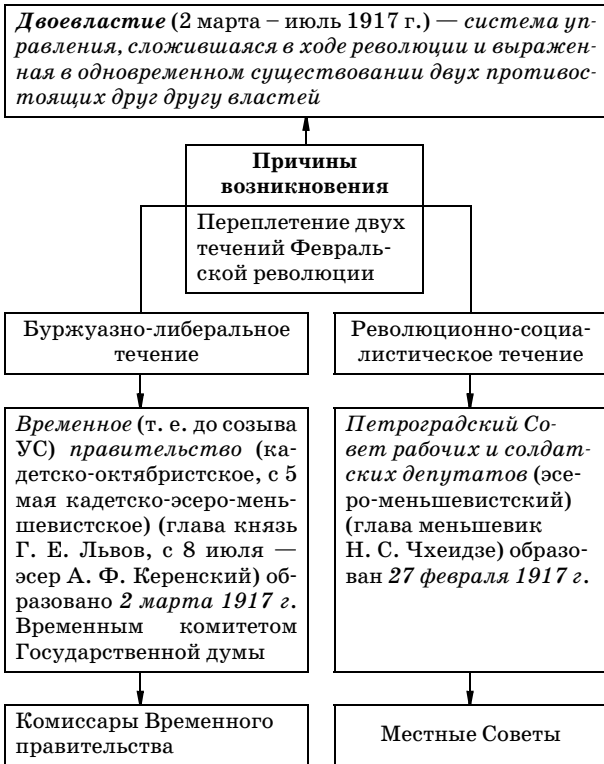 Двоевластие (2 марта – июль 1917 г.) — система уп-
равления, сложившаяся в ходе революции и выражен-
ная в одновременном существовании двух противос-
тоящих друг другу властей
Причины
возникновения
Переплетение двух
течений Февраль-
ской революции
Буржуазно-либеральное
течение
Революционно-социа-
листическое течение
Временное (т. е. до созыва
УС) правительство (ка-
детско-октябристское, с 5
мая кадетско-эсеро-мень-
шевистское) (глава князь
Г. Е. Львов, с 8 июля —
эсер А. Ф. Керенский) об-
разовано 2 марта 1917 г.
Временным комитетом
Государственной думы
Петроградский Со-
вет рабочих и солдат-
ских депутатов (эсе-
ро-меньшевистский)
(глава меньшевик
Н. С. Чхеидзе) образо-
ван 27 февраля 1917 г.
Комиссары Временного
правительства
Местные Советы